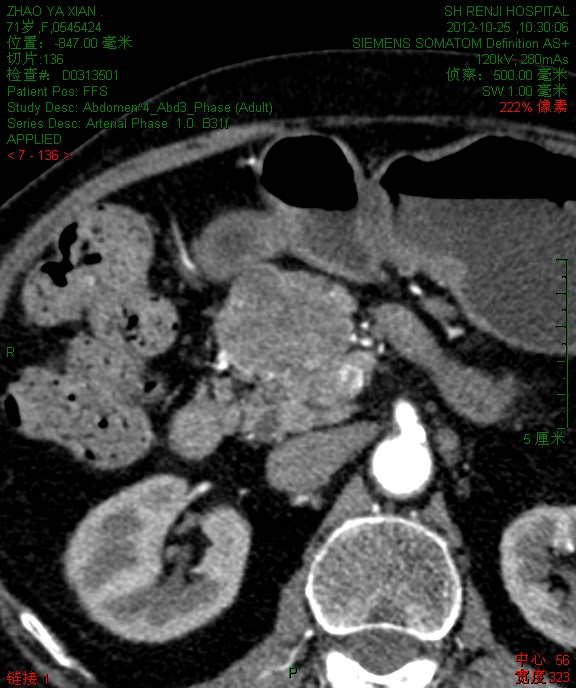 ZHAO YA XIAN .
71岁,F,0545424
位置: -847.00 毫米
切片:136
检查#: D0313501
Patient Pos: FFS
Study Desc: Abdomen^4_Abd3_Phase (Adult)
Series Desc: Arterial Phase 1.0 B31f
APPLIED
< 7 - 136 >
SH RENJI HOSPITAL
2012-10-25 ,10:30:06
SIEMENS SOMATOM Definition AS+
120kV, 280mAs
侦察: 500.00 毫米
SW 1.00 毫米
222% 像素
R
5 厘米
P
链接 1
中心 56
宽度 323